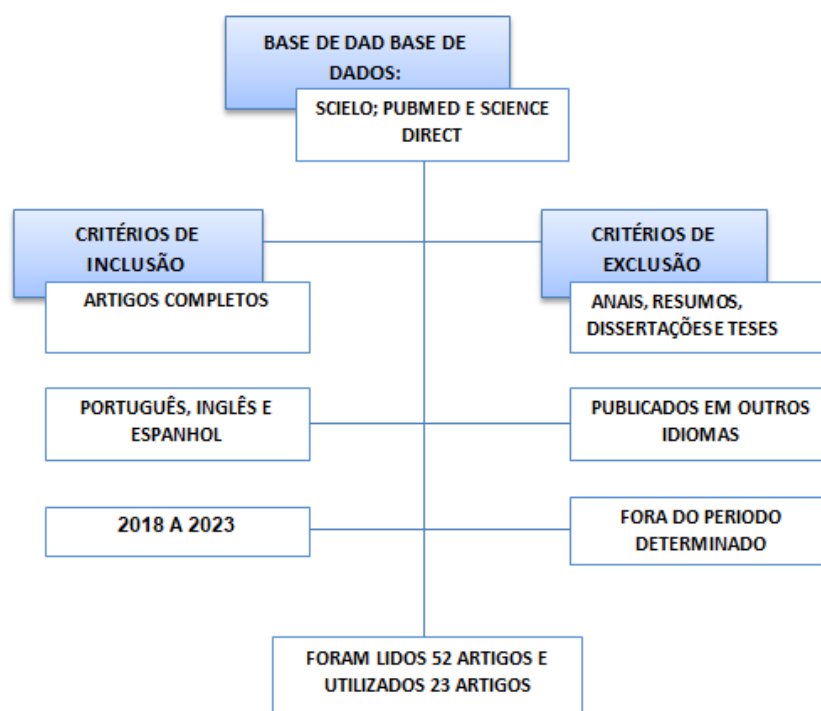 BASE DE DAD BASE DE
DADOS:
SCIELO; PUBMED E SCIENCE
DIRECT
CRITÉRIOS DE
INCLUSÃO
CRITÉRIOS DE
EXCLUSÃO
ARTIGOS COMPLETOS
ANAIS, RESUMOS,
DISSERTAÇÕES E TESES
PORTUGUÊS, INGLÊS E
ESPANHOL
PUBLICADOS EM OUTROS
IDIOMAS
2018 A 2023
FORA DO PERIODO
DETERMINADO
FORAM LIDOS 52 ARTIGOS E
UTILIZADOS 23 ARTIGOS